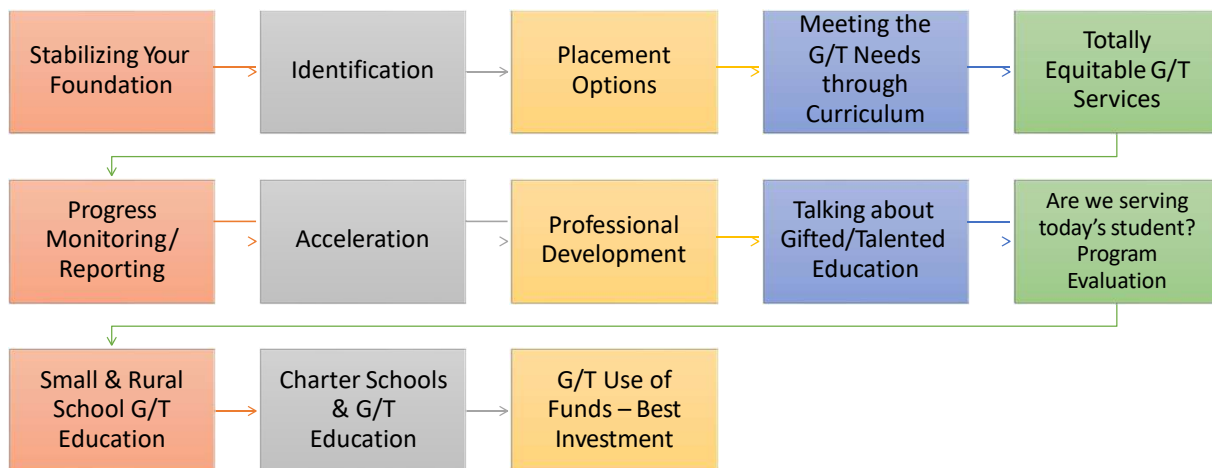 Stabilizing Your
Foundation
Identification
Placement
Options
Meeting the
G/T Needs
through
Curriculum
Totally
Equitable G/T
Services
Progress
Monitoring/
Reporting
Acceleration
Professional
Development
Talking about
Gifted/Talented
Education
Are we serving
today’s student?
Program
Evaluation
Small & Rural
School G/T
Education
Charter Schools
& G/T
Education
G/T Use of
Funds – Best
Investment